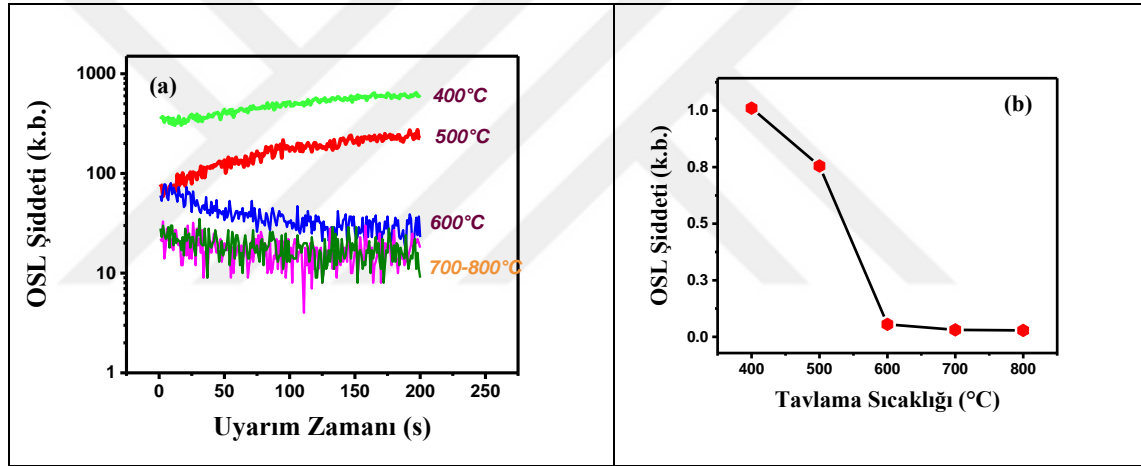 (a)
1000
100
10
1
OSL Şiddeti (k.b.)
400°C
500°C
600°C
700-800°C
0 50 100 150 200 250
Uyarım Zamanı (s)
(b)
1.0
0.8
0.5
0.3
0.0
OSL Şiddeti (k.b.)
400 500 600 700 800
Tavlama Sıcaklığı (°C)